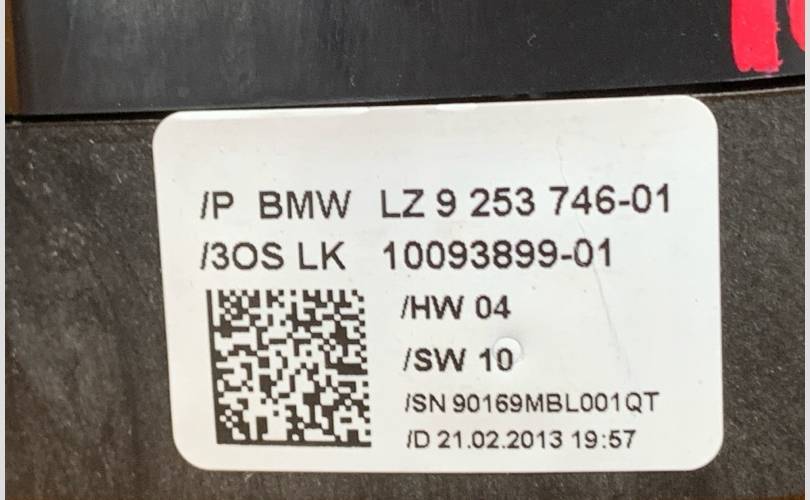 /P BMW LZ 9 253 746-01
/3OS LK 10093899-01
/HW 04
/SW 10
/SN 90169MBL001QT
/D 21.02.2013 19:57